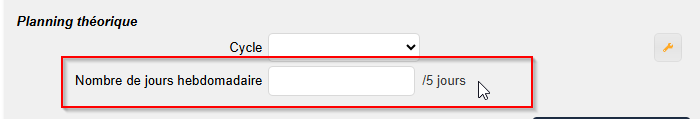 Planning théorique
Cycle
Nombre de jours hebdomadaire /5 jours